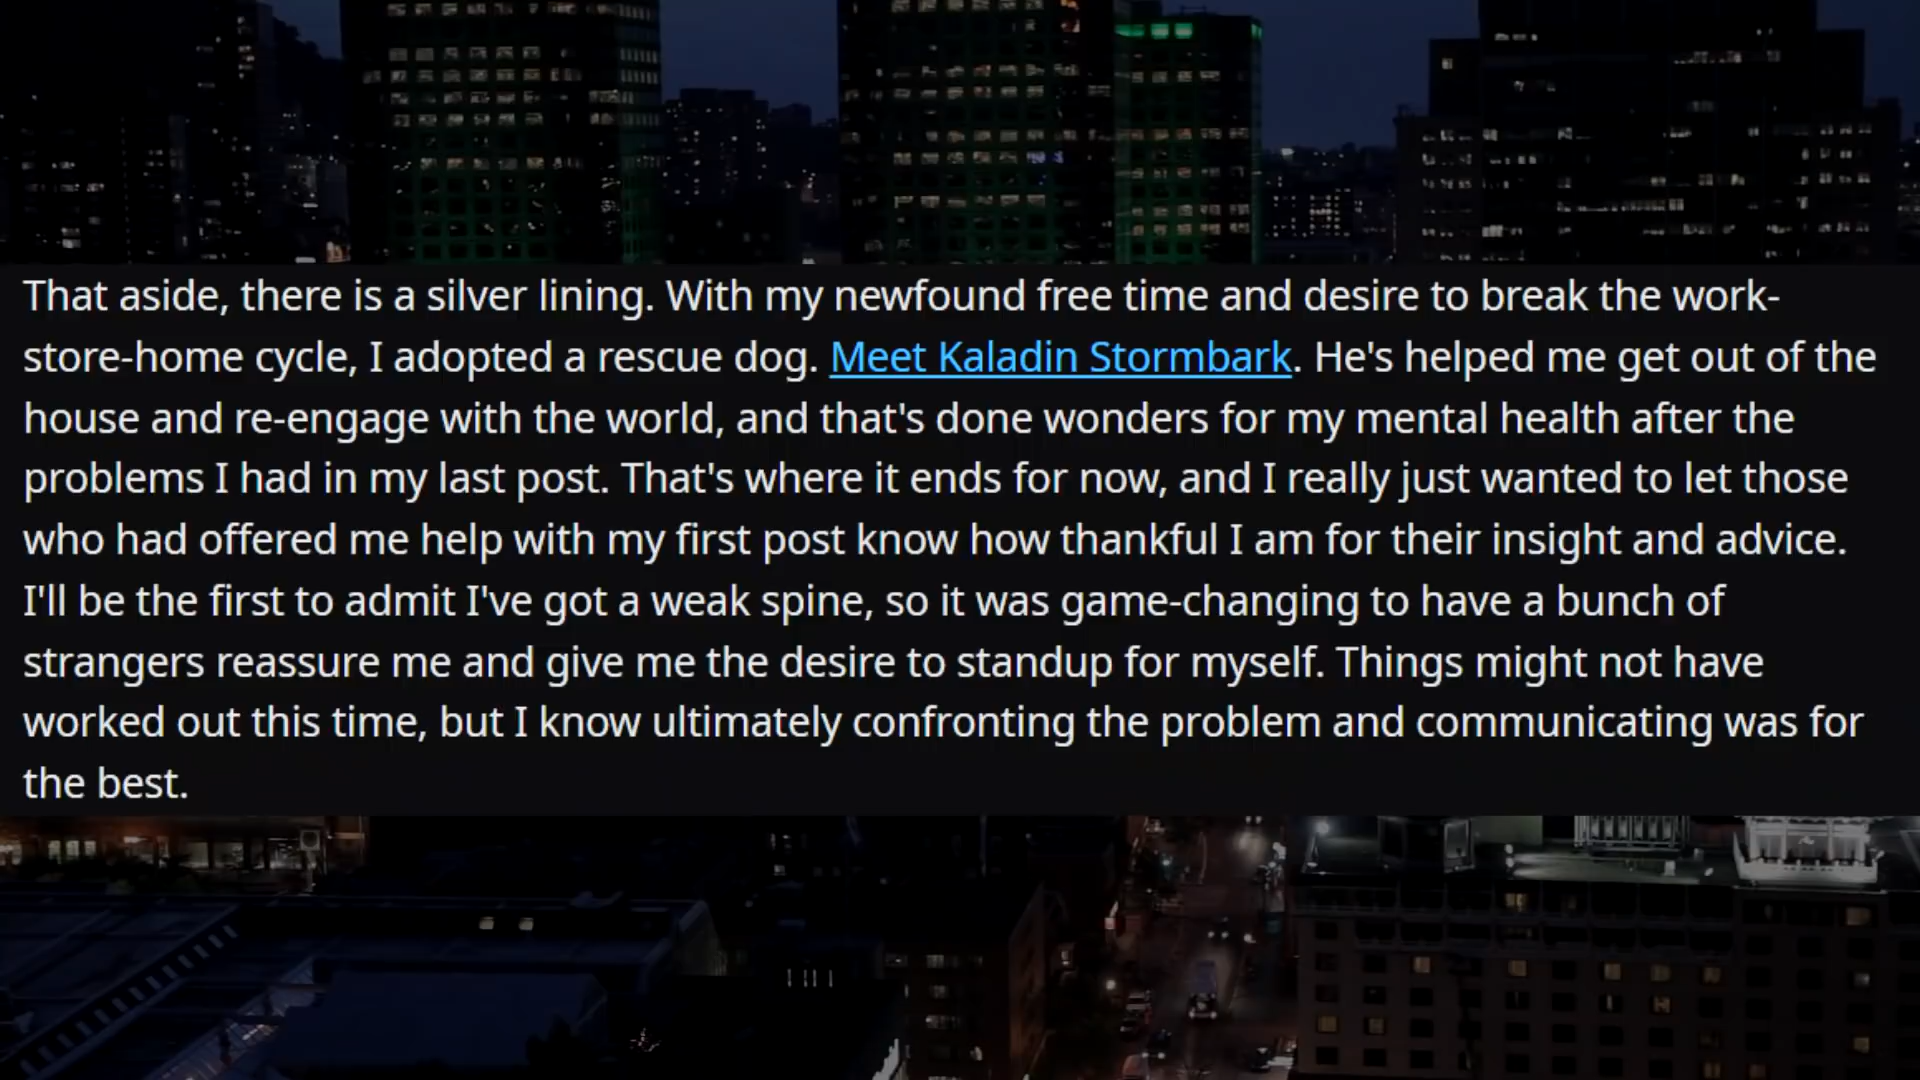 That aside, there is a silver lining. With my newfound free time and desire to break the work-
store-home cycle, I adopted a rescue dog. Meet Kaladin Stormbark. He's helped me get out of the
house and re-engage with the world, and that's done wonders for my mental health after the
problems I had in my last post. That's where it ends for now, and I really just wanted to let those
who had offered me help with my first post know how thankful I am for their insight and advice.
I'll be the first to admit I've got a weak spine, so it was game-changing to have a bunch of
strangers reassure me and give me the desire to standup for myself. Things might not have
worked out this time, but I know ultimately confronting the problem and communicating was for
the best.